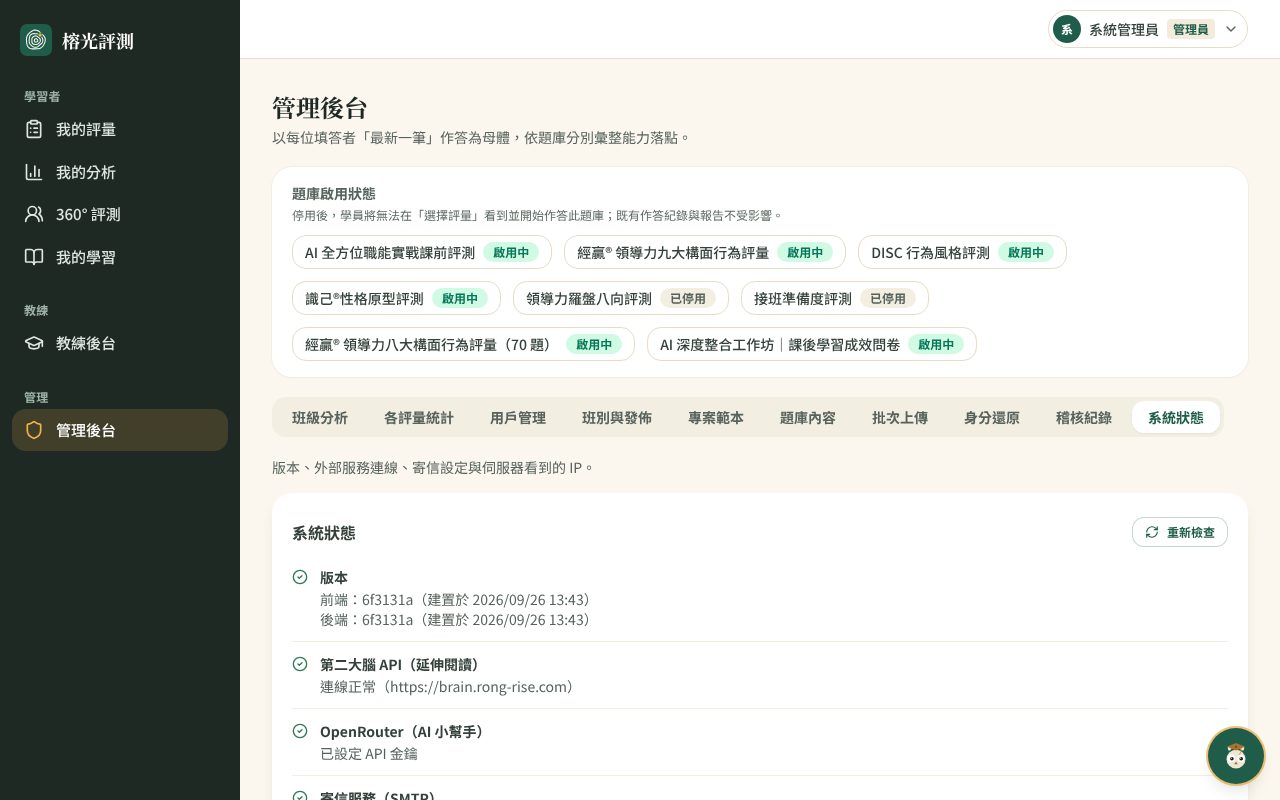 榕光評測
系 系統管理員 管理員
學習者
我的評量
我的分析
360° 評測
我的學習
教練
教練後台
管理
管理後台
管理後台
以每位填答者「最新一筆」作答為母體，依題庫分別彙整能力落點。
題庫啟用狀態
停用後，學員將無法在「選擇評量」看到並開始作答此題庫；既有作答紀錄與報告不受影響。
AI 全方位職能實戰課前評測 啟用中 經贏® 領導力九大構面行為評量 啟用中 DISC 行為風格評測 啟用中
識己®性格原型評測 啟用中 領導力羅盤八向評測 已停用 接班準備度評測 已停用
經贏® 領導力八大構面行為評量（70 題） 啟用中 AI 深度整合工作坊｜課後學習成效問卷 啟用中
班級分析 各評量統計 用戶管理 班別與發佈 專案範本 題庫內容 批次上傳 身分還原 稽核紀錄 系統狀態
版本、外部服務連線、寄信設定與伺服器看到的 IP。
系統狀態 重新檢查
版本
前端：6f3131a（建置於 2026/09/26 13:43）
後端：6f3131a（建置於 2026/09/26 13:43）
第二大腦 API（延伸閱讀）
連線正常（https://brain.rong-rise.com）
OpenRouter（AI 小幫手）
已設定 API 金鑰
寄信服務（SMTP）